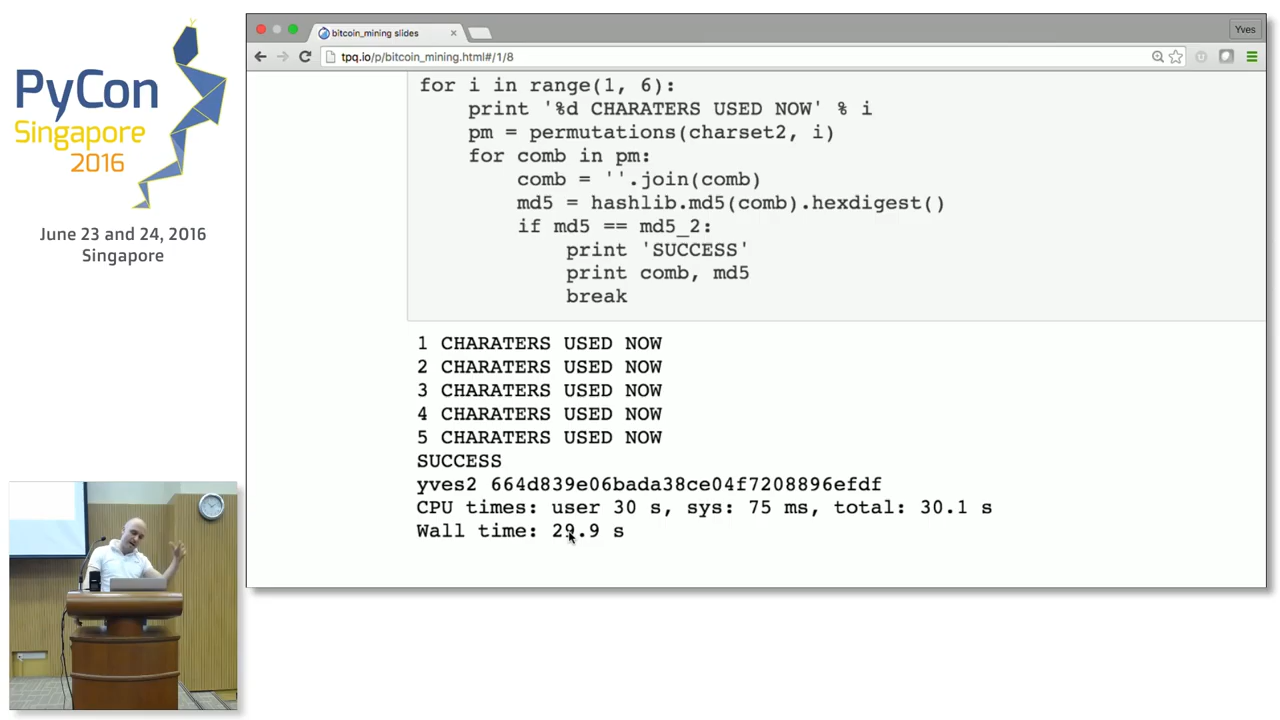 PyCon
Singapore
2016
June 23 and 24, 2016
Singapore
bitcoin_mining slides
Yves
tpq.io/p/bitcoin_mining.html#/1/8
for i in range(1, 6):
    print '%d CHARATERS USED NOW' % i
    pm = permutations(charset2, i)
    for comb in pm:
        comb = ''.join(comb)
        md5 = hashlib.md5(comb).hexdigest()
        if md5 == md5_2:
            print 'SUCCESS'
            print comb, md5
            break
1 CHARATERS USED NOW
2 CHARATERS USED NOW
3 CHARATERS USED NOW
4 CHARATERS USED NOW
5 CHARATERS USED NOW
SUCCESS
yves2 664d839e06bada38ce04f7208896efdf
CPU times: user 30 s, sys: 75 ms, total: 30.1 s
Wall time: 29.9 s